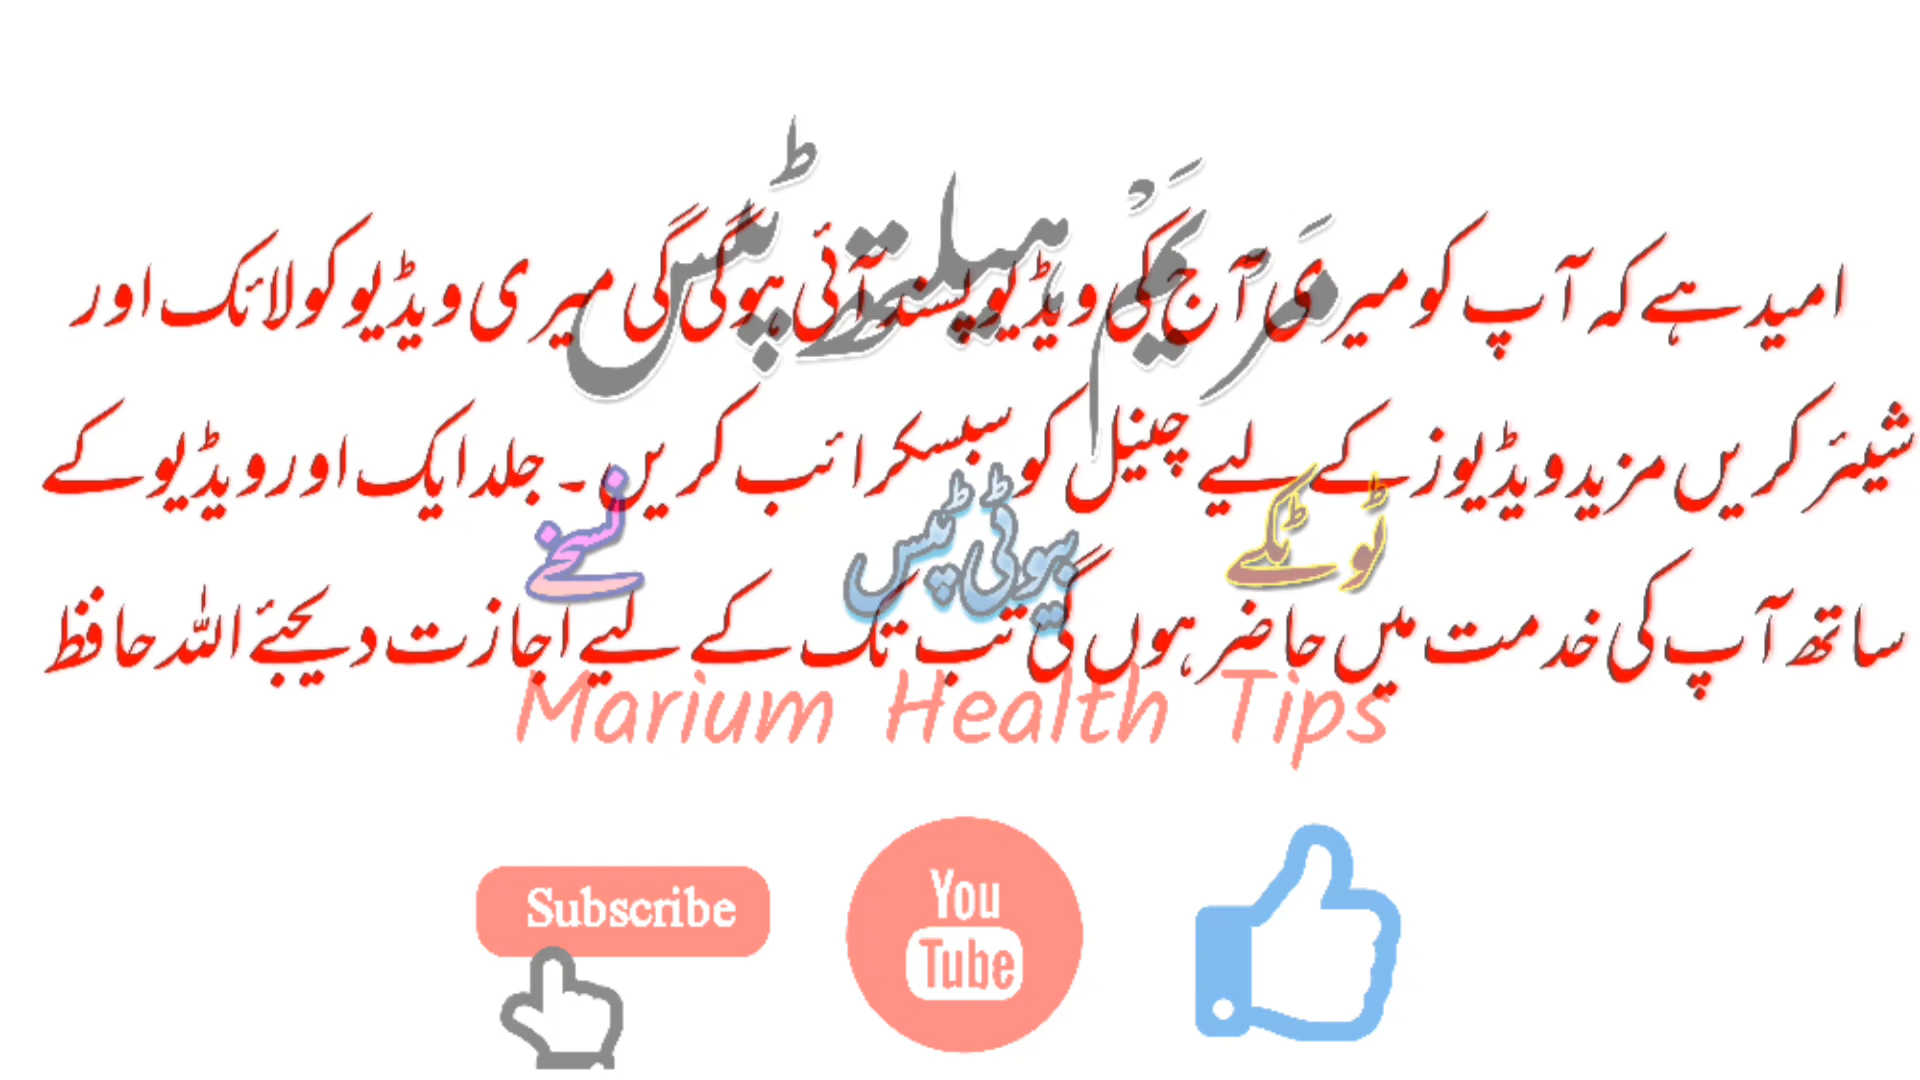 مَریَمْ ہیلتھ ٹپس
امید ہے کہ آپ کو میری آج کی ویڈیو پسند آئی ہوگی گی میری ویڈیو کو لائک اور
شیئر کریں مزید ویڈیوز کے لیے چینیل کو سبسکرائب کریں۔ جلد ایک اور ویڈیو کے
ٹوٹکے بیوٹی ٹپس نسخے
ساتھ آپ کی خدمت میں حاضر ہوں گی تب تک کے لیے اجازت دیجئے اللہ حافظ
Marium Health Tips
Subscribe You
Tube